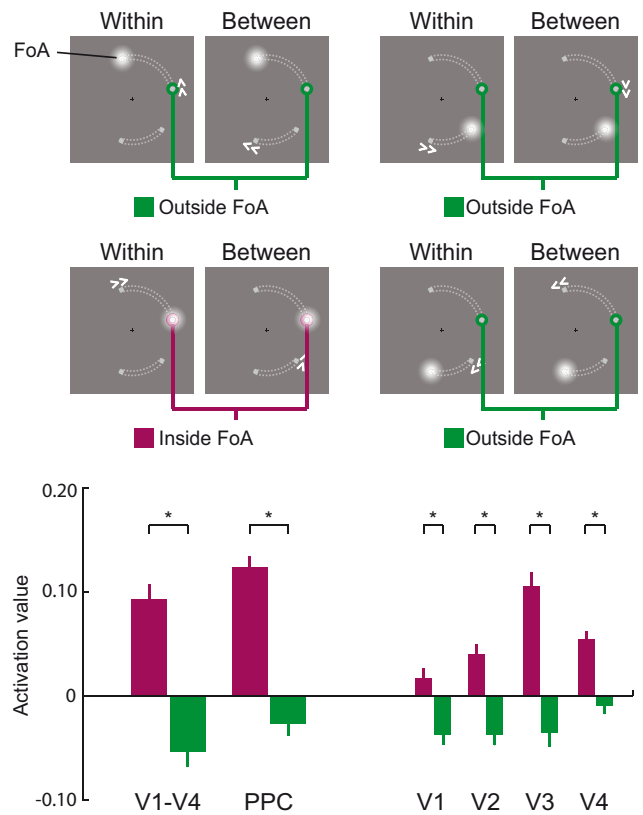 Within Between Within Between
FoA
Outside FoA Outside FoA
Within Between Within Between
Inside FoA Outside FoA
0.20
* * * * * *
0.10
Activation value
0
-0.10
V1-V4 PPC V1 V2 V3 V4